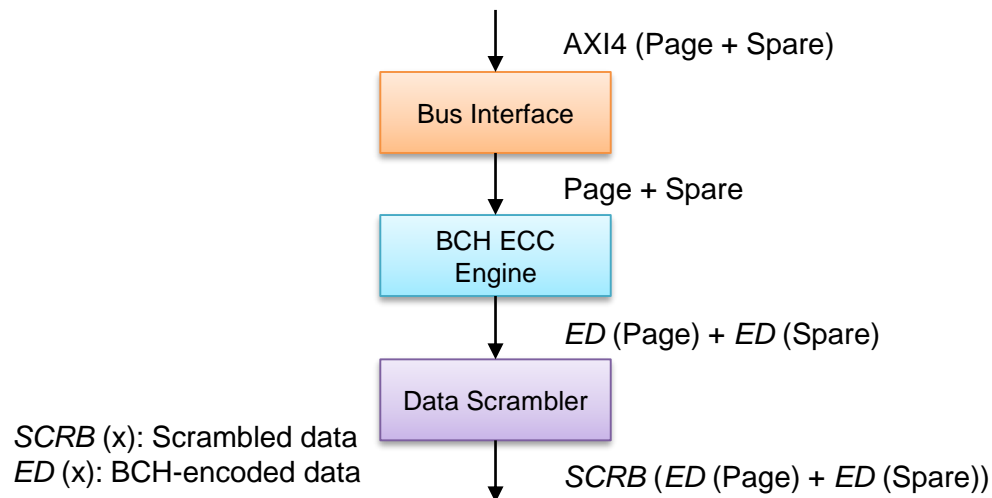 AXI4 (Page + Spare)
Bus Interface
Page + Spare
BCH ECC
Engine
ED (Page) + ED (Spare)
Data Scrambler
SCRB (x): Scrambled data
ED (x): BCH-encoded data
SCRB (ED (Page) + ED (Spare))